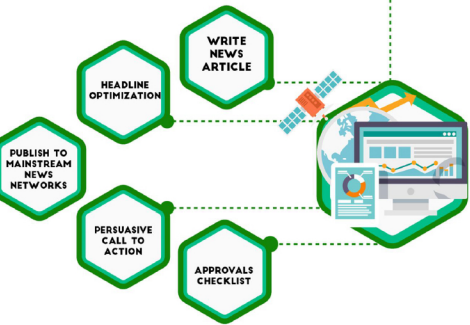 WRITE
NEWS
ARTICLE
HEADLINE
OPTIMIZATION
PUBLISH TO
MAINSTREAM
NEWS
NETWORKS
PERSUASIVE
CALL TO
ACTION
APPROVALS
CHECKLIST